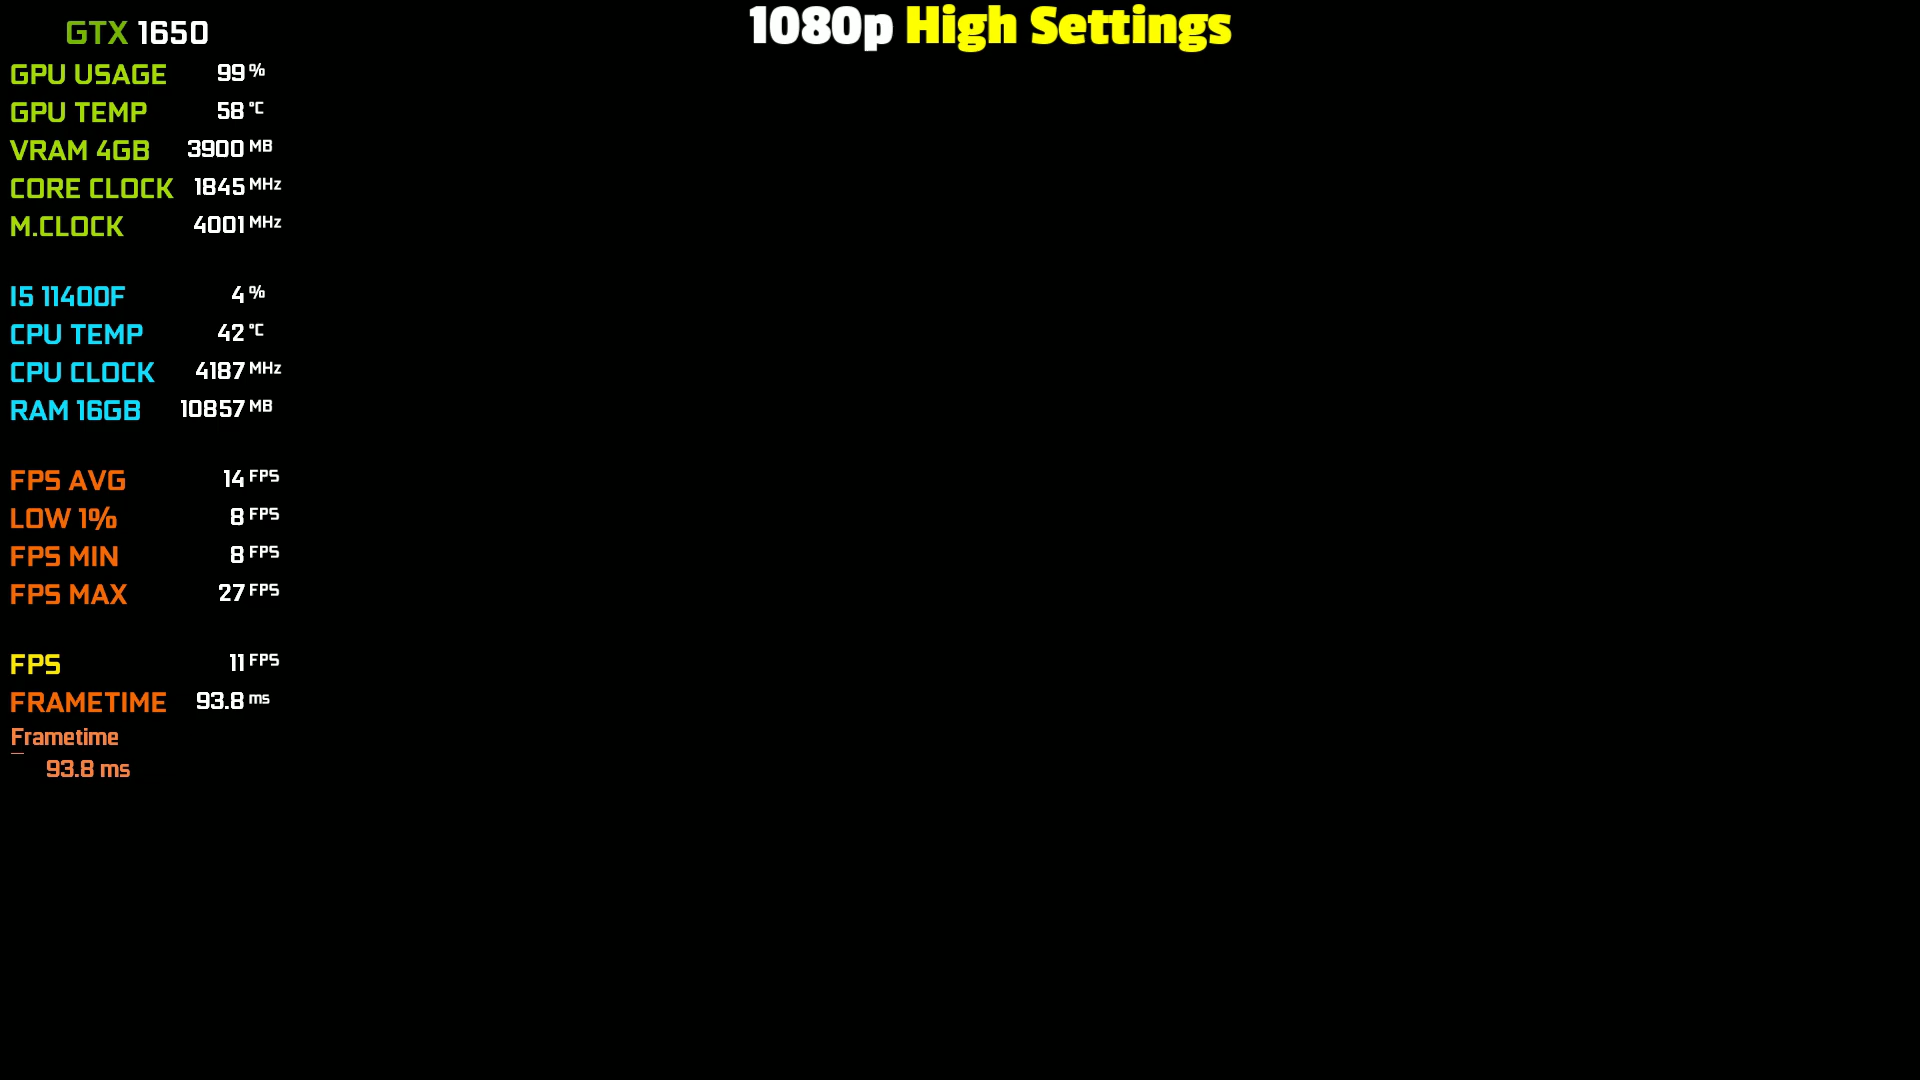 1080p High Settings
GTX 1650
GPU USAGE 99 %
GPU TEMP 58 °C
VRAM 4GB 3900 MB
CORE CLOCK 1845 MHz
M.CLOCK 4001 MHz
I5 11400F 4 %
CPU TEMP 42 °C
CPU CLOCK 4187 MHz
RAM 16GB 10857 MB
FPS AVG 14 FPS
LOW 1% 8 FPS
FPS MIN 8 FPS
FPS MAX 27 FPS
FPS 11 FPS
FRAMETIME 93.8 ms
Frametime
93.8 ms